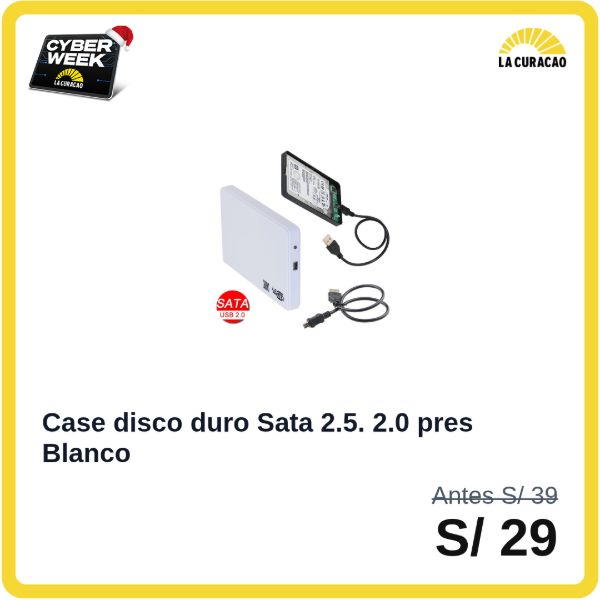 CYBER
WEEK
LA CURACAO
LA CURACAO
SATA
USB 2.0
Case disco duro Sata 2.5. 2.0 pres
Blanco
Antes S/ 39
S/ 29